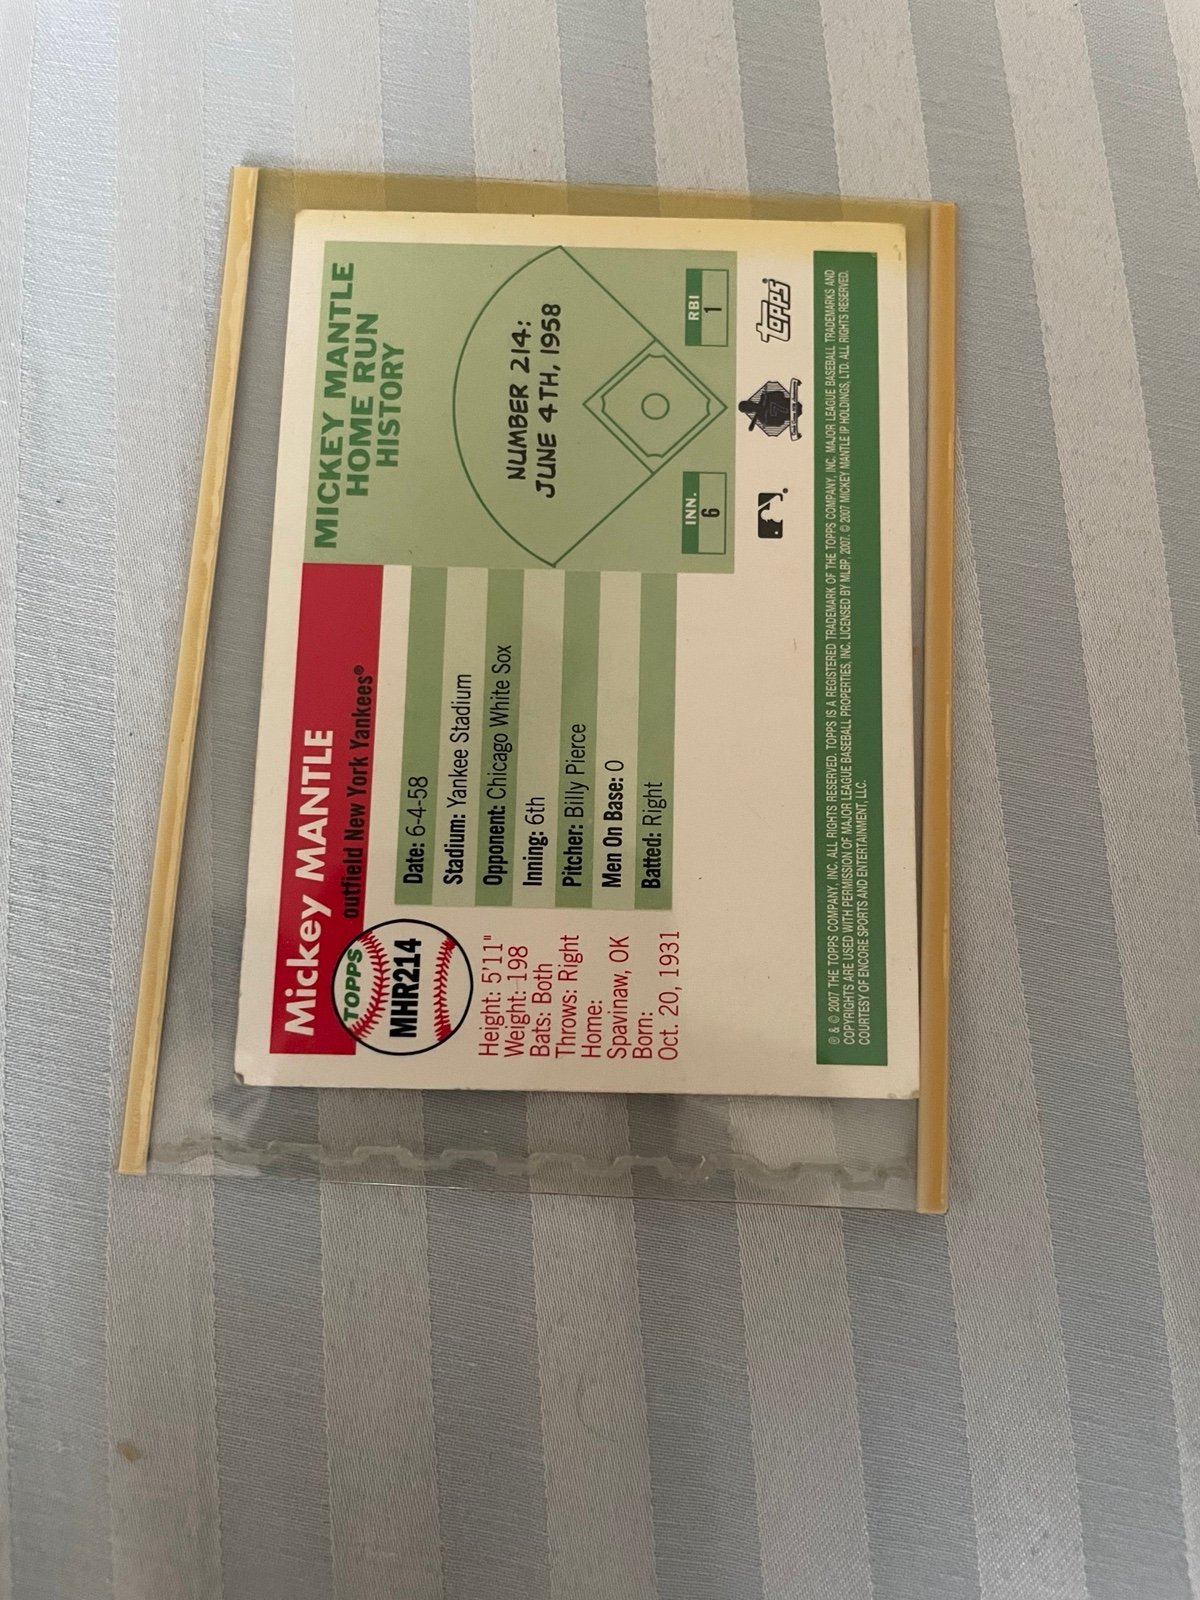 Mickey MANTLE
outfield New York Yankees®
TOPPS
MHR214
Height: 5'11"
Weight: 198
Bats: Both
Throws: Right
Home:
Spavinaw, OK
Born:
Oct. 20, 1931
Date: 6-4-58
Stadium: Yankee Stadium
Opponent: Chicago White Sox
Inning: 6th
Pitcher: Billy Pierce
Men On Base: 0
Batted: Right
MICKEY MANTLE
HOME RUN
HISTORY
NUMBER 214:
JUNE 4TH, 1958
INN.
6
RBI
1
7
topps®
® & © 2007 THE TOPPS COMPANY, INC. ALL RIGHTS RESERVED. TOPPS IS A REGISTERED TRADEMARK OF THE TOPPS COMPANY, INC. MAJOR LEAGUE BASEBALL TRADEMARKS AND
COPYRIGHTS ARE USED WITH PERMISSION OF MAJOR LEAGUE BASEBALL PROPERTIES, INC. LICENSED BY MLBP, 2007. © 2007 MICKEY MANTLE IP HOLDINGS, LTD. ALL RIGHTS RESERVED.
COURTESY OF ENCORE SPORTS AND ENTERTAINMENT, LLC.